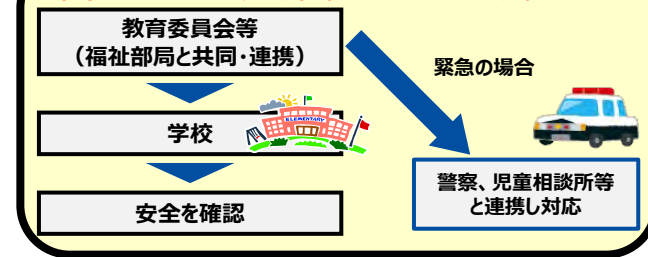 教育委員会等
（福祉部局と共同・連携）
緊急の場合
学校
ELEMENTARY
警察、児童相談所等
と連携し対応
安全を確認